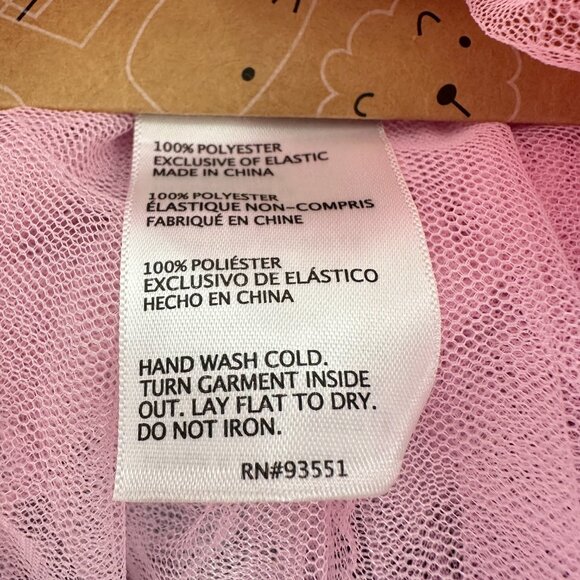 100% POLYESTER
EXCLUSIVE OF ELASTIC
MADE IN CHINA
100% POLYESTER
ÉLASTIQUE NON-COMPRIS
FABRIQUÉ EN CHINE
100% POLIÉSTER
EXCLUSIVO DE ELÁSTICO
HECHO EN CHINA
HAND WASH COLD.
TURN GARMENT INSIDE
OUT. LAY FLAT TO DRY.
DO NOT IRON.
RN#93551